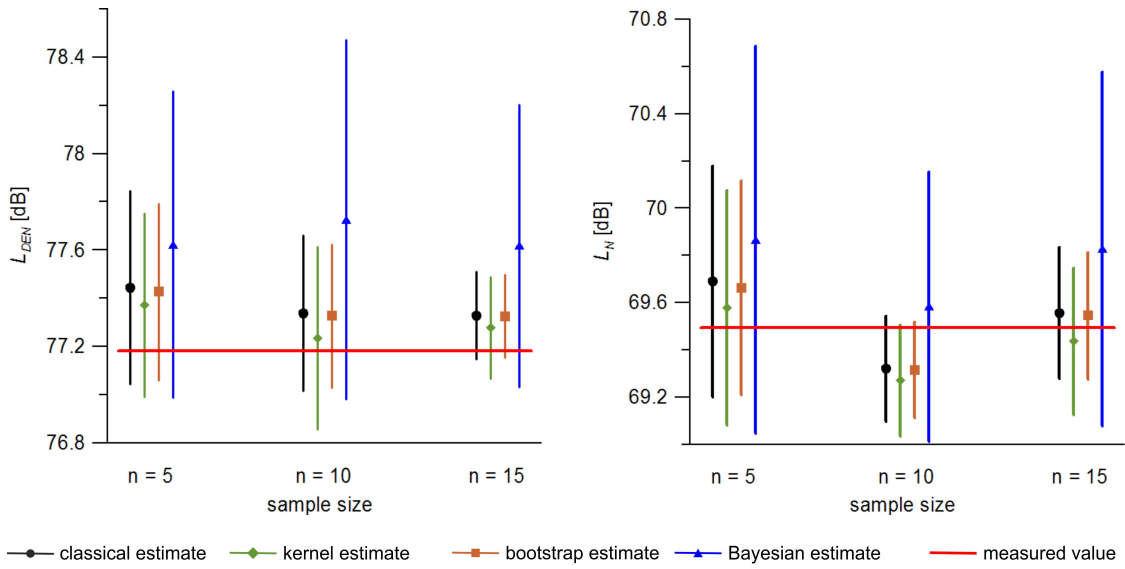 L_DEN [dB]
78.4
78
77.6
77.2
76.8
n = 5
n = 10
n = 15
sample size
L_N [dB]
70.8
70.4
70
69.6
69.2
n = 5
n = 10
n = 15
sample size
classical estimate
kernel estimate
bootstrap estimate
Bayesian estimate
measured value